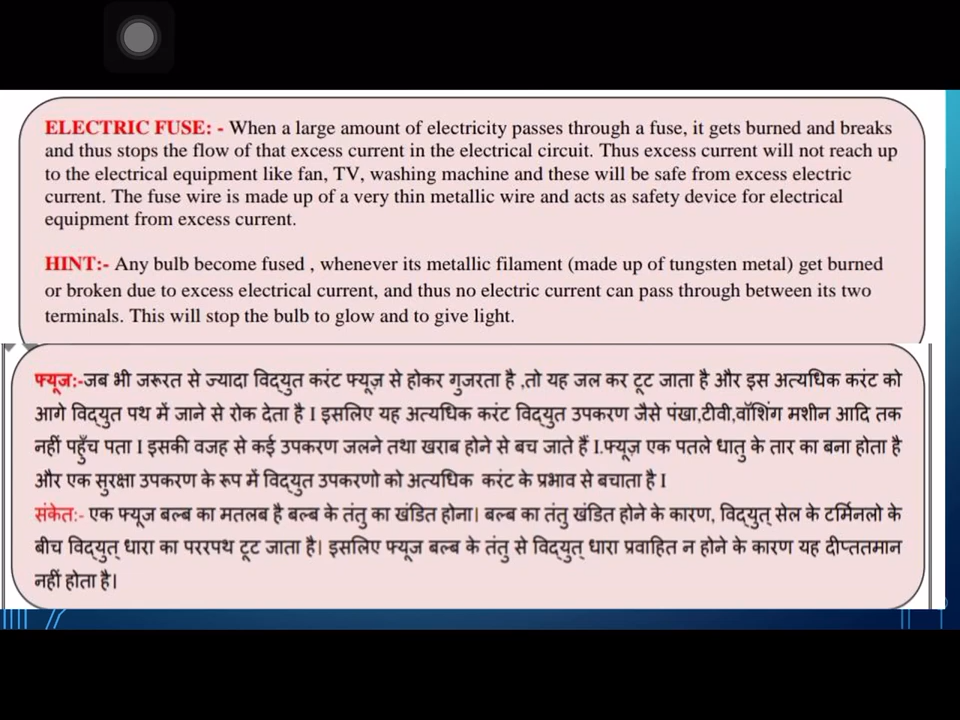 ELECTRIC FUSE: - When a large amount of electricity passes through a fuse, it gets burned and breaks
and thus stops the flow of that excess current in the electrical circuit. Thus excess current will not reach up
to the electrical equipment like fan, TV, washing machine and these will be safe from excess electric
current. The fuse wire is made up of a very thin metallic wire and acts as safety device for electrical
equipment from excess current.
HINT:- Any bulb become fused , whenever its metallic filament (made up of tungsten metal) get burned
or broken due to excess electrical current, and thus no electric current can pass through between its two
terminals. This will stop the bulb to glow and to give light.
फ्यूज:-जब भी जरूरत से ज्यादा विद्युत करंट फ्यूज़ से होकर गुजरता है ,तो यह जल कर टूट जाता है और इस अत्यधिक करंट को
आगे विद्युत पथ में जाने से रोक देता है I इसलिए यह अत्यधिक करंट विद्युत उपकरण जैसे पंखा,टीवी,वॉशिंग मशीन आदि तक
नहीं पहुँच पता I इसकी वजह से कई उपकरण जलने तथा खराब होने से बच जाते हैं I.फ्यूज़ एक पतले धातु के तार का बना होता है
और एक सुरक्षा उपकरण के रूप में विद्युत उपकरणो को अत्यधिक करंट के प्रभाव से बचाता है I
संकेत:- एक फ्यूज बल्ब का मतलब है बल्ब के तंतु का खंडित होना। बल्ब का तंतु खंडित होने के कारण, विद्युत् सेल के टर्मिनलो के
बीच विद्युत् धारा का पररपथ टूट जाता है। इसलिए फ्यूज बल्ब के तंतु से विद्युत् धारा प्रवाहित न होने के कारण यह दीप्ततमान
नहीं होता है।